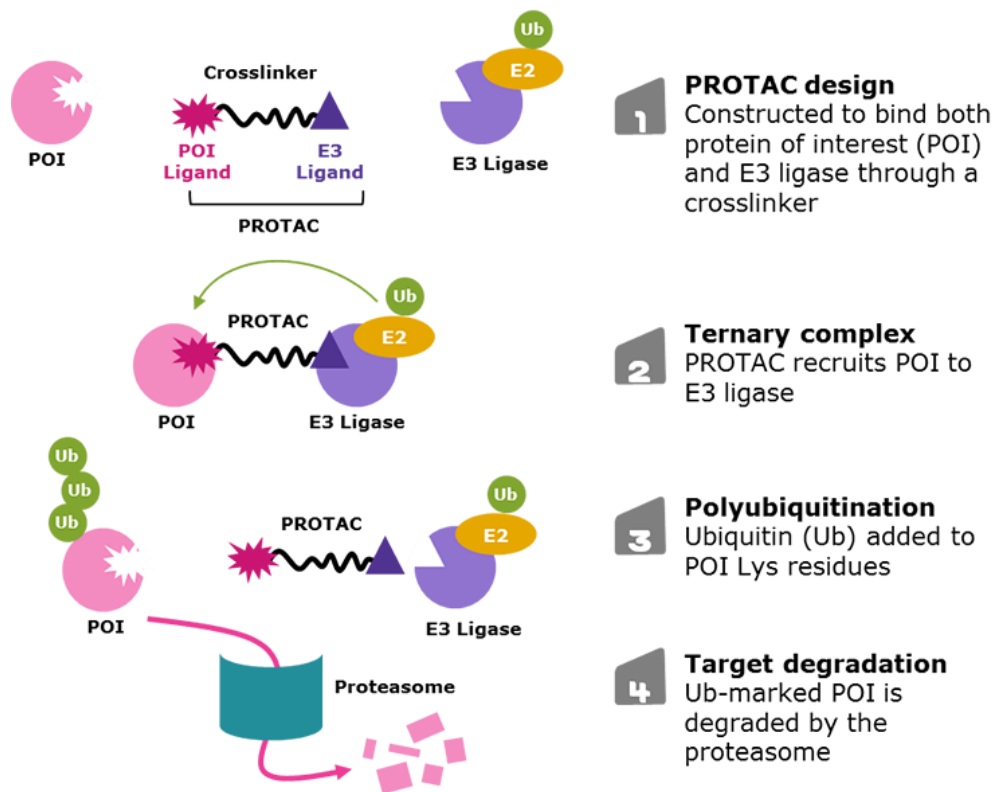 Ub
E2
Crosslinker
POI
POI
Ligand
E3
Ligand
E3 Ligase
PROTAC
1
PROTAC design
Constructed to bind both
protein of interest (POI)
and E3 ligase through a
crosslinker
Ub
PROTAC
E2
POI
E3 Ligase
2
Ternary complex
PROTAC recruits POI to
E3 ligase
Ub
Ub
Ub
POI
PROTAC
Ub
E2
E3 Ligase
3
Polyubiquitination
Ubiquitin (Ub) added to
POI Lys residues
Proteasome
4
Target degradation
Ub-marked POI is
degraded by the
proteasome